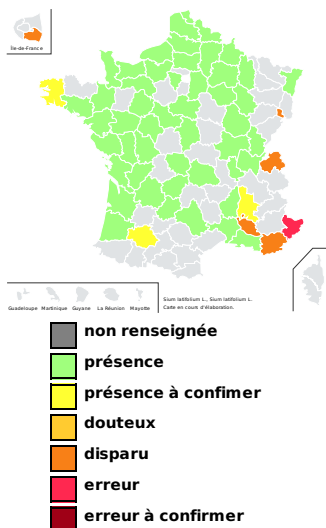 Île-de-France
Guadeloupe Martinique Guyane La Réunion Mayotte
Sium latifolium L., Sium latifolium L.
Carte en cours d'élaboration.
non renseignée
présence
présence à confimer
douteux
disparu
erreur
erreur à confirmer